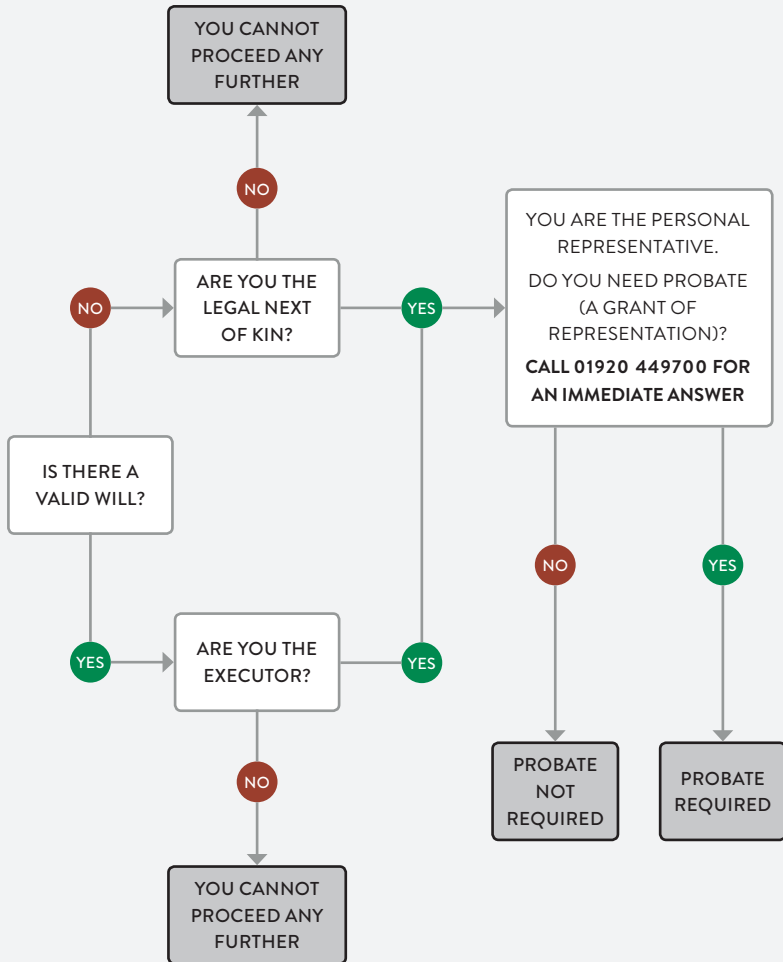 YOU CANNOT
PROCEED ANY
FURTHER
NO
ARE YOU THE
LEGAL NEXT
OF KIN?
NO
YES
YOU ARE THE PERSONAL
REPRESENTATIVE.
DO YOU NEED PROBATE
(A GRANT OF
REPRESENTATION)?
CALL 01920 449700 FOR
AN IMMEDIATE ANSWER
IS THERE A
VALID WILL?
YES
ARE YOU THE
EXECUTOR?
YES
NO
YOU CANNOT
PROCEED ANY
FURTHER
NO
YES
PROBATE
NOT
REQUIRED
PROBATE
REQUIRED